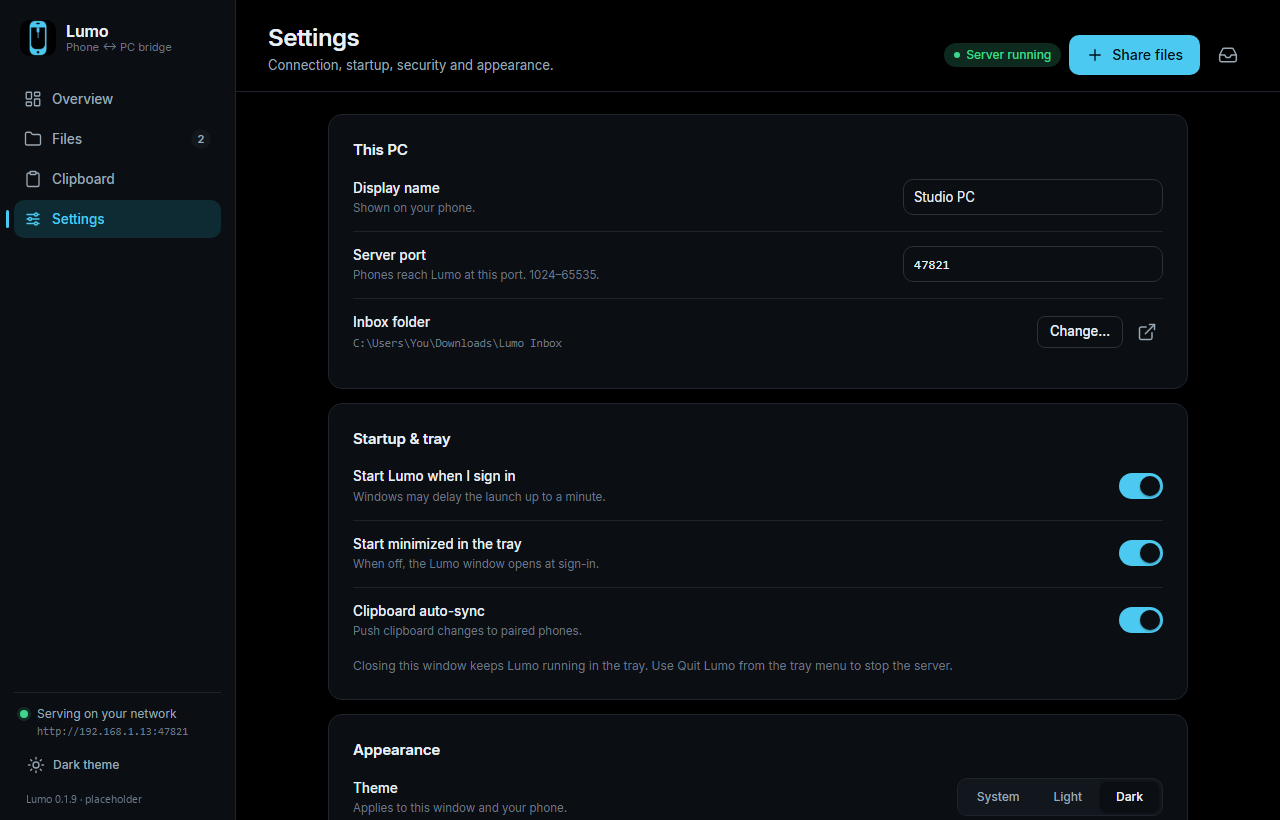 Lumo
Phone ↔ PC bridge
Overview
Files 2
Clipboard
Settings
Serving on your network
http://192.168.1.13:47821
Dark theme
Lumo 0.1.9 · placeholder
Settings
Connection, startup, security and appearance.
Server running
Share files
This PC
Display name
Shown on your phone.
Studio PC
Server port
Phones reach Lumo at this port. 1024–65535.
47821
Inbox folder
C:\Users\You\Downloads\Lumo Inbox
Change...
Startup & tray
Start Lumo when I sign in
Windows may delay the launch up to a minute.
Start minimized in the tray
When off, the Lumo window opens at sign-in.
Clipboard auto-sync
Push clipboard changes to paired phones.
Closing this window keeps Lumo running in the tray. Use Quit Lumo from the tray menu to stop the server.
Appearance
Theme
Applies to this window and your phone.
System Light Dark